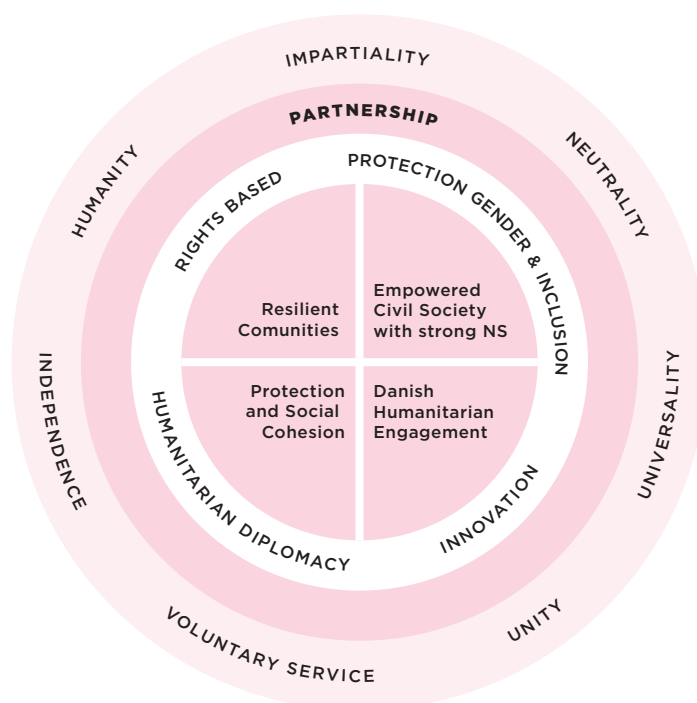 IMPARTIALITY
NEUTRALITY
UNIVERSALITY
UNITY
VOLUNTARY SERVICE
INDEPENDENCE
HUMANITY
PARTNERSHIP
RIGHTS BASED
PROTECTION GENDER & INCLUSION
INNOVATION
HUMANITARIAN DIPLOMACY
Resilient
Comunities
Empowered
Civil Society
with strong NS
Protection
and Social
Cohesion
Danish
Humanitarian
Engagement